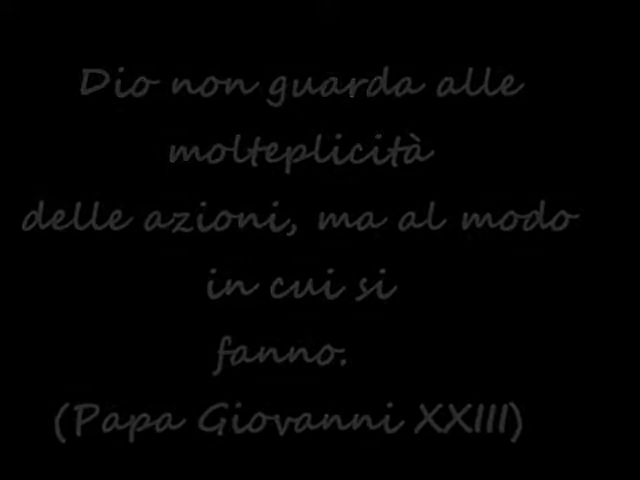 Dio non guarda alle
molteplicità
delle azioni, ma al modo
in cui si
fanno.
(Papa Giovanni XXIII)